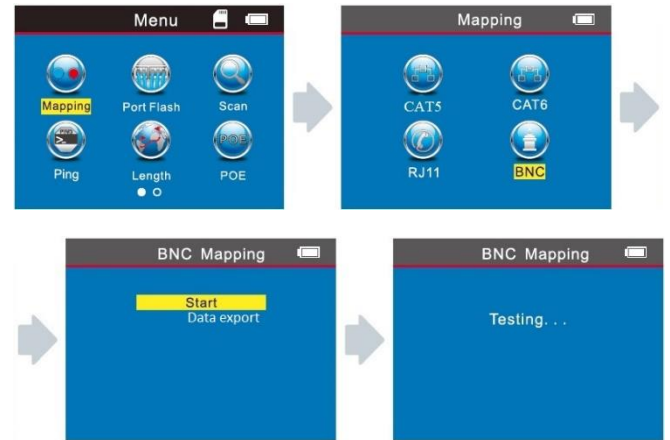 Menu
Mapping Port Flash Scan
Ping Length POE
Mapping
CAT5 CAT6
RJ11 BNC
BNC Mapping
Start
Data export
BNC Mapping
Testing...